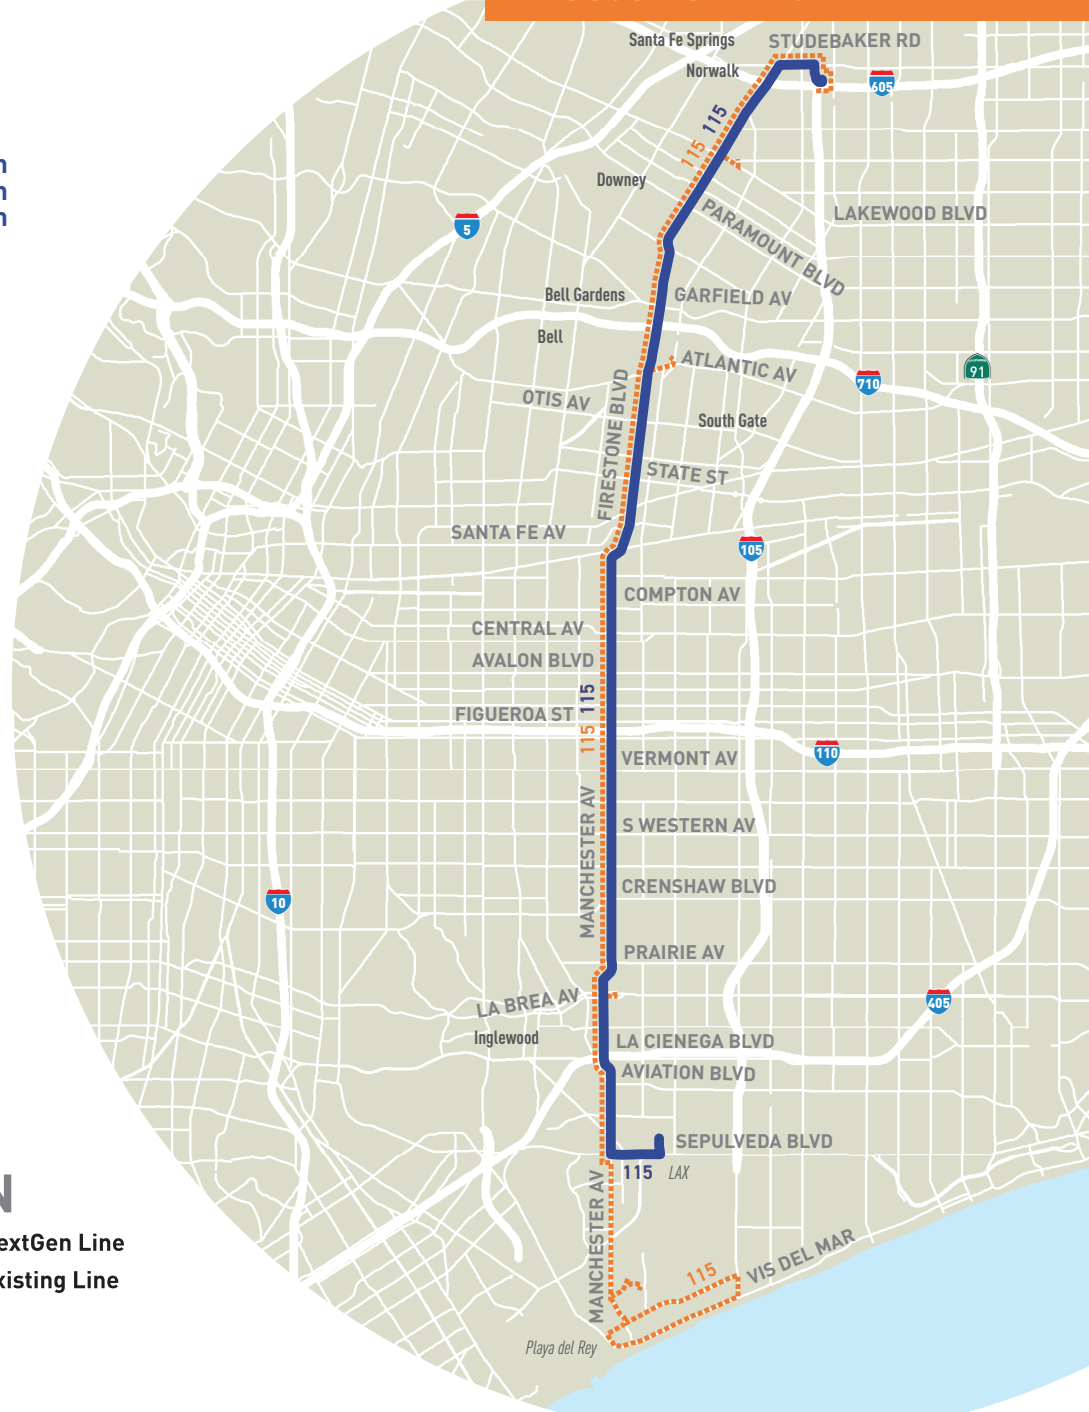 Santa Fe Springs
STUDEBAKER RD
Norwalk
605
115
115
Downey
PARAMOUNT BLVD
LAKEWOOD BLVD
5
Bell Gardens
GARFIELD AV
Bell
ATLANTIC AV
91
710
OTIS AV
FIRESTONE BLVD
South Gate
STATE ST
SANTA FE AV
105
COMPTON AV
CENTRAL AV
AVALON BLVD
115
115
FIGUEROA ST
VERMONT AV
110
MANCHESTER AV
S WESTERN AV
CRENSHAW BLVD
10
PRAIRIE AV
LA BREA AV
405
Inglewood
LA CIENEGA BLVD
AVIATION BLVD
SEPULVEDA BLVD
115
LAX
MANCHESTER AV
N
extGen Line
xisting Line
115
VIS DEL MAR
Playa del Rey